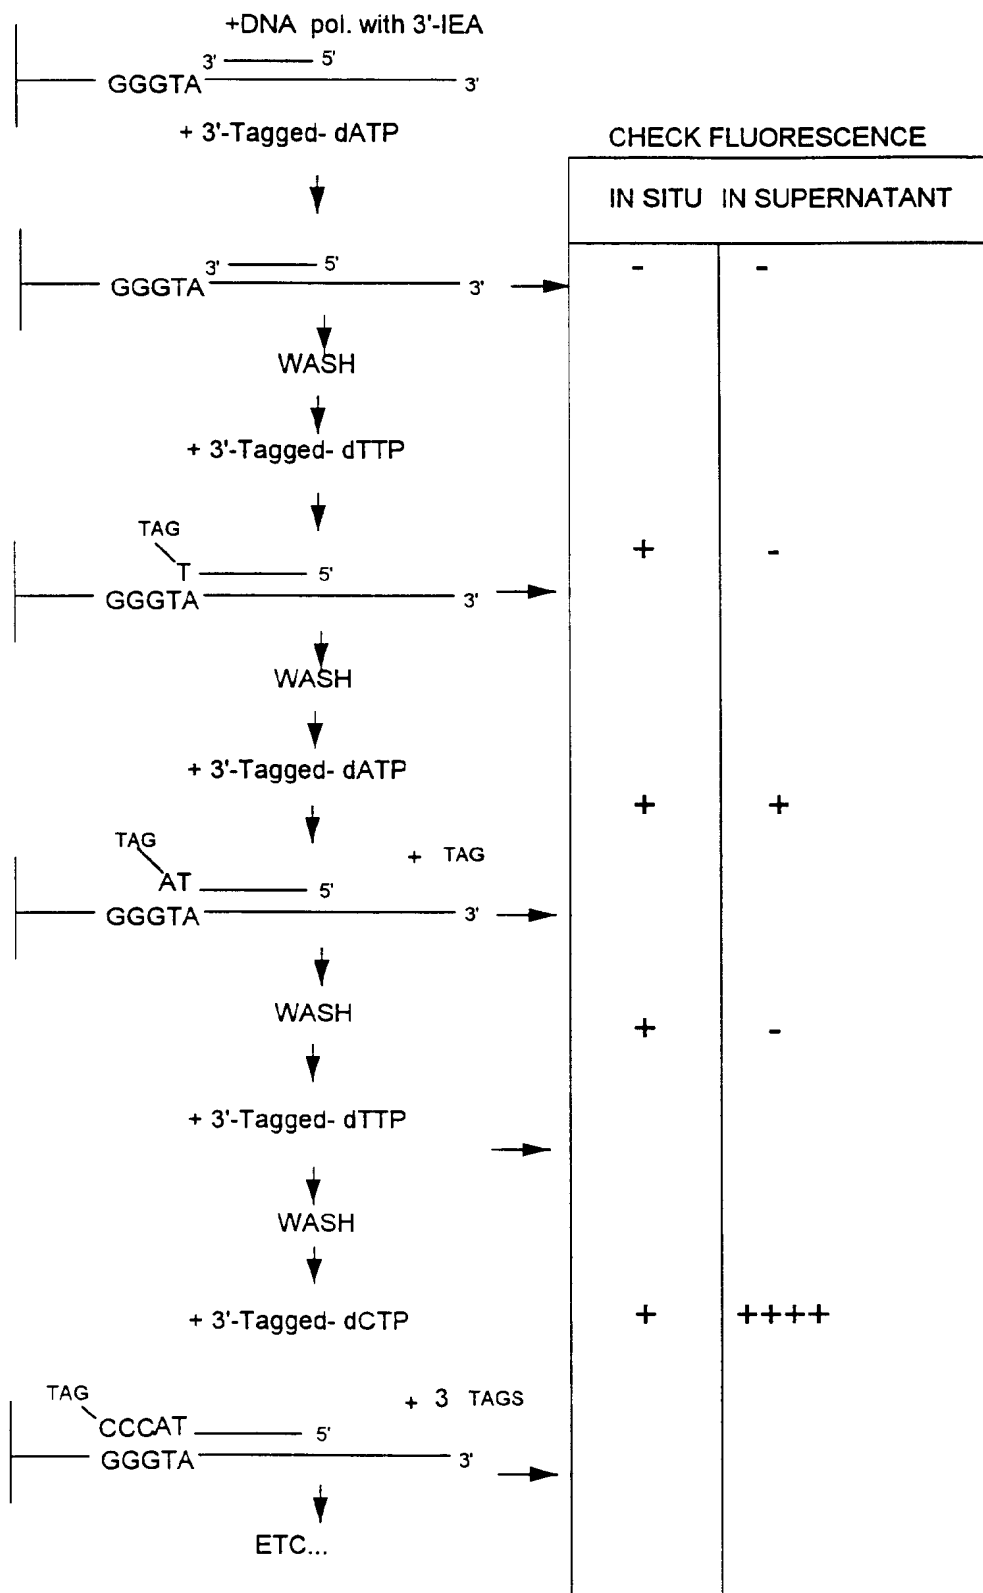 +DNA pol. with 3'-IEA
3' 5'
GGGTA 3'
+ 3'-Tagged- dATP
CHECK FLUORESCENCE
IN SITU IN SUPERNATANT
3' 5'
GGGTA 3'
- -
WASH
+ 3'-Tagged- dTTP
TAG
T 5'
GGGTA 3'
+ -
WASH
+ 3'-Tagged- dATP
+ +
TAG + TAG
AT 5'
GGGTA 3'
WASH
+ -
+ 3'-Tagged- dTTP
WASH
+ 3'-Tagged- dCTP
+ ++++
TAG + 3 TAGS
CCCAT 5'
GGGTA 3'
ETC...